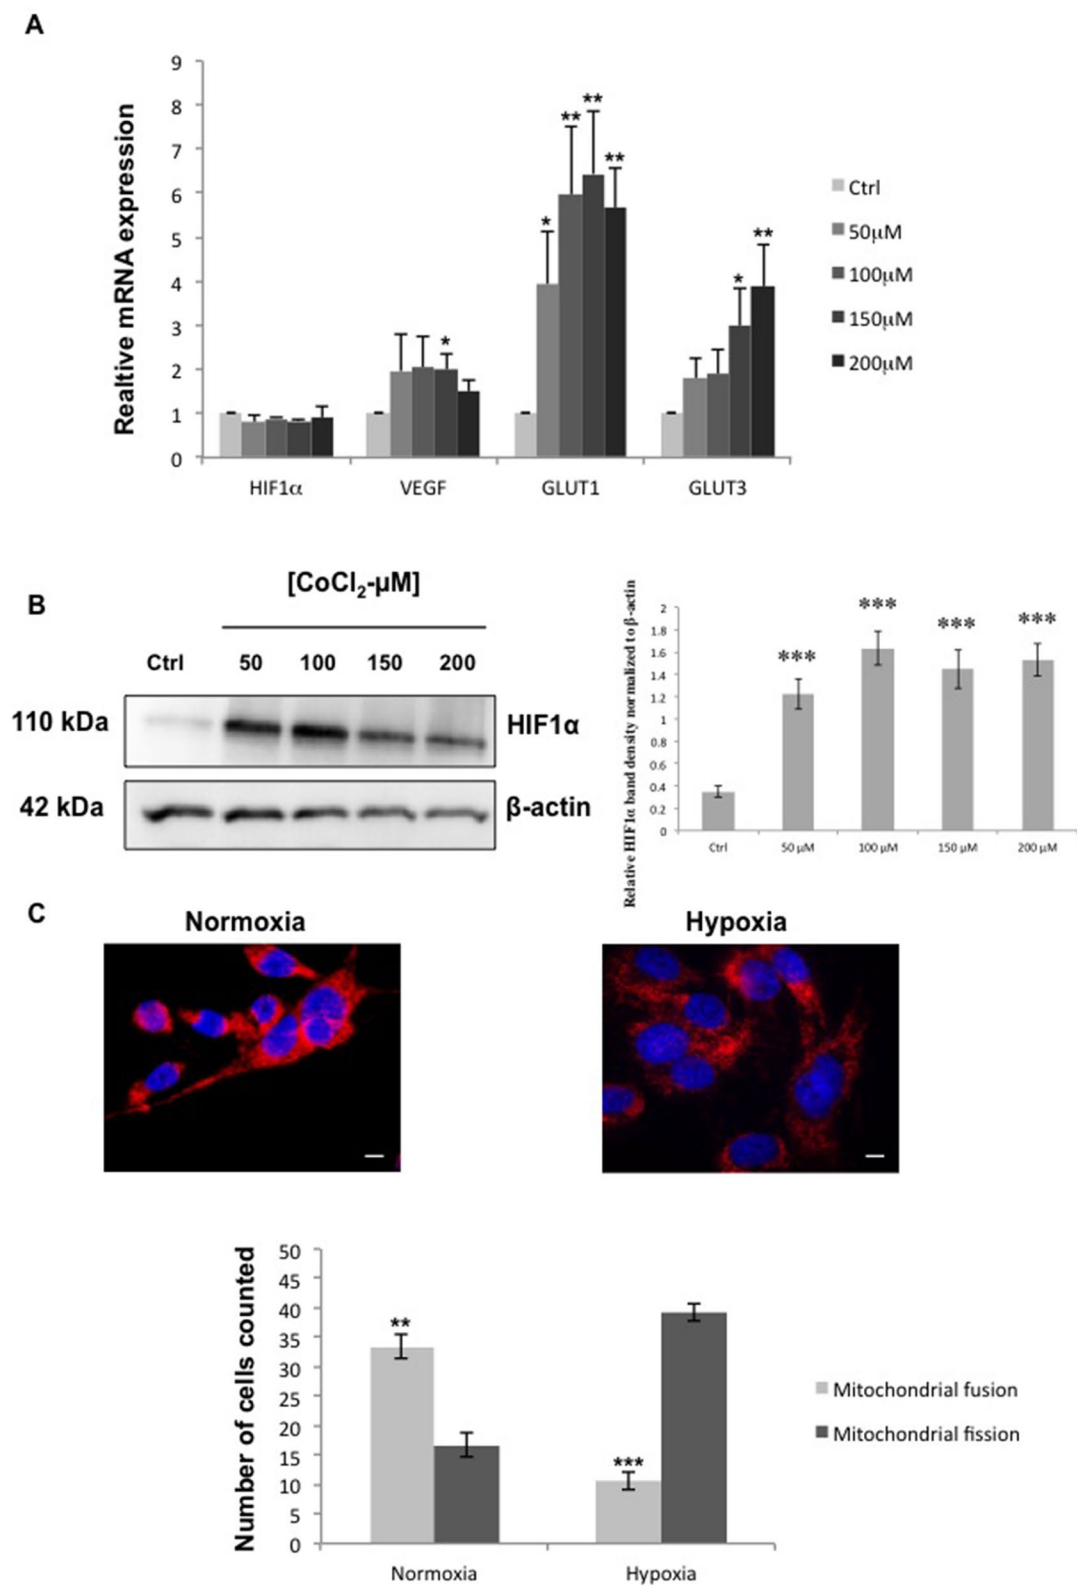 A
Realtive mRNA expression
9
8
7
6
5
4
3
2
1
0
** ** ** * * * **
HIF1α VEGF GLUT1 GLUT3
Ctrl
50μM
100μM
150μM
200μM
B
[CoCl2-μM]
Ctrl 50 100 150 200
110 kDa HIF1α
42 kDa β-actin
Relative HIF1α band density normalized to β-actin
2
1.8
1.6
1.4
1.2
1
0.8
0.6
0.4
0.2
0
*** *** *** ***
Ctrl 50 μM 100 μM 150 μM 200 μM
C
Normoxia Hypoxia
Number of cells counted
50
45
40
35
30
25
20
15
10
5
0
** ***
Normoxia Hypoxia
Mitochondrial fusion
Mitochondrial fission